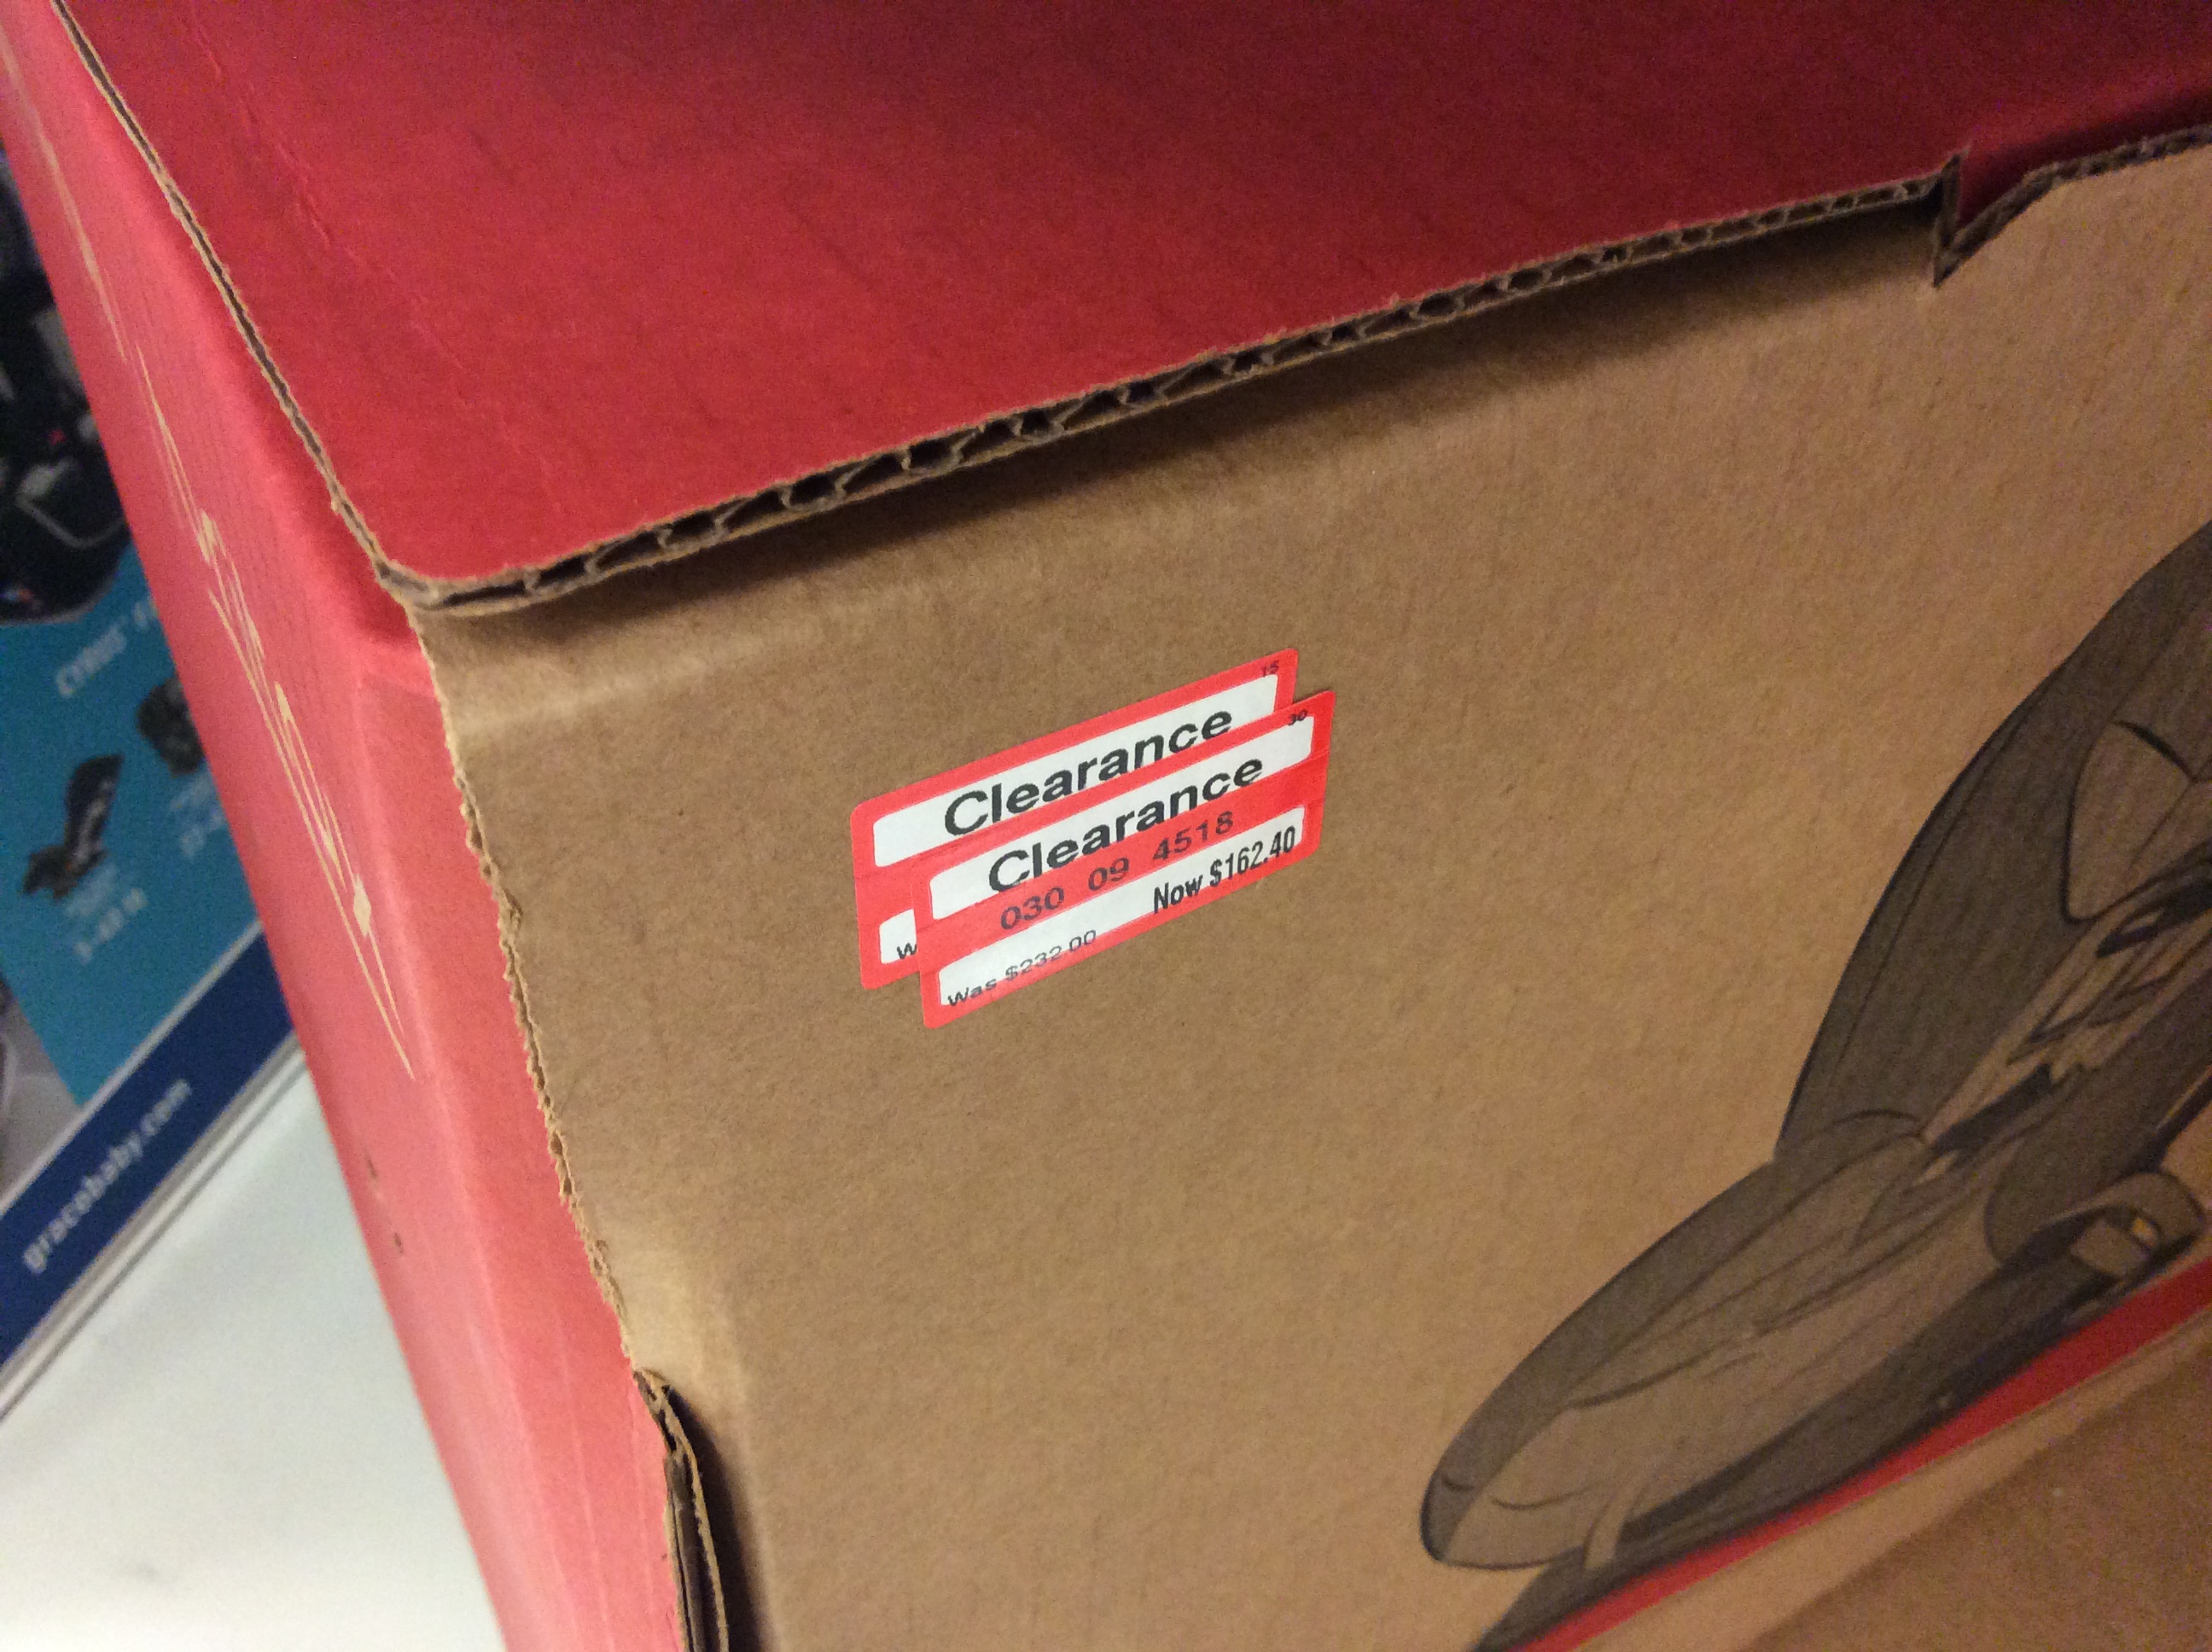 15
Clearance
30
Clearance
030 09 4518
Now $162.40
W
Was $232.00
gracobaby.com